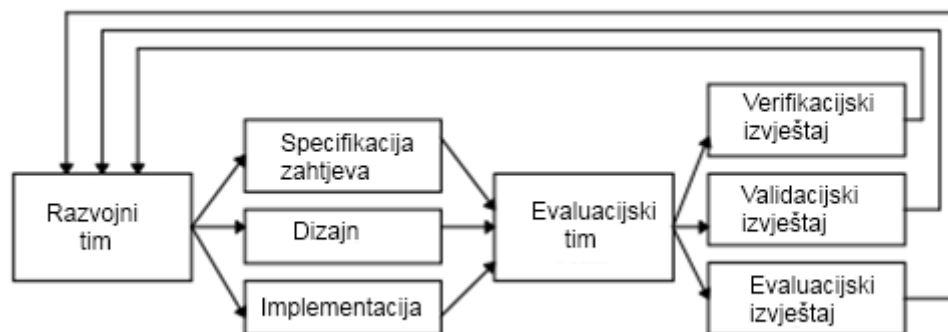 Razvojni
tim
Specifikacija
zahtjeva
Dizajn
Implementacija
Evaluacijski
tim
Verifikacijski
izvještaj
Validacijski
izvještaj
Evaluacijski
izvještaj